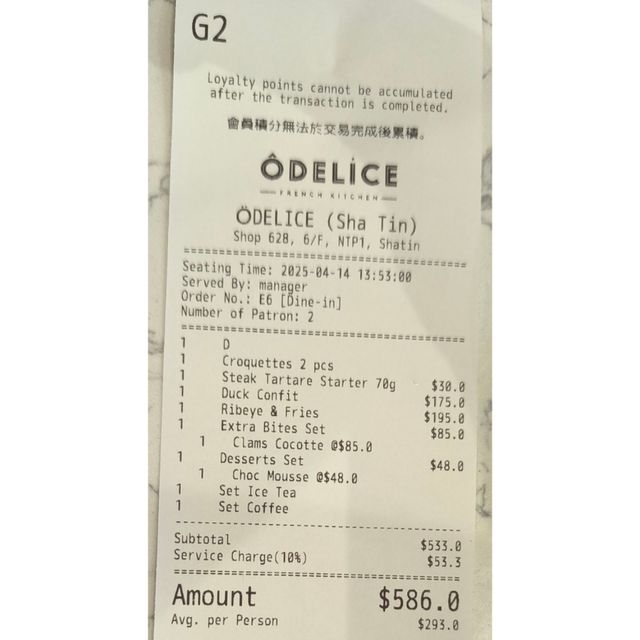 G2
Loyalty points cannot be accumulated
after the transaction is completed.
會員積分無法於交易完成後累積。
ÔDELİCE
FRENCH KITCHEN
ÖDELICE (Sha Tin)
Shop 628, 6/F, NTP1, Shatin
Seating Time: 2025-04-14 13:53:00
Served By: manager
Order No.: E6 [Dine-in]
Number of Patron: 2
1 D
1 Croquettes 2 pcs
1 Steak Tartare Starter 70g $30.0
1 Duck Confit $175.0
1 Ribeye & Fries $195.0
1 Extra Bites Set $85.0
1 Clams Cocotte @$85.0
1 Desserts Set $48.0
1 Choc Mousse @$48.0
1 Set Ice Tea
1 Set Coffee
Subtotal $533.0
Service Charge(10%) $53.3
Amount $586.0
Avg. per Person $293.0